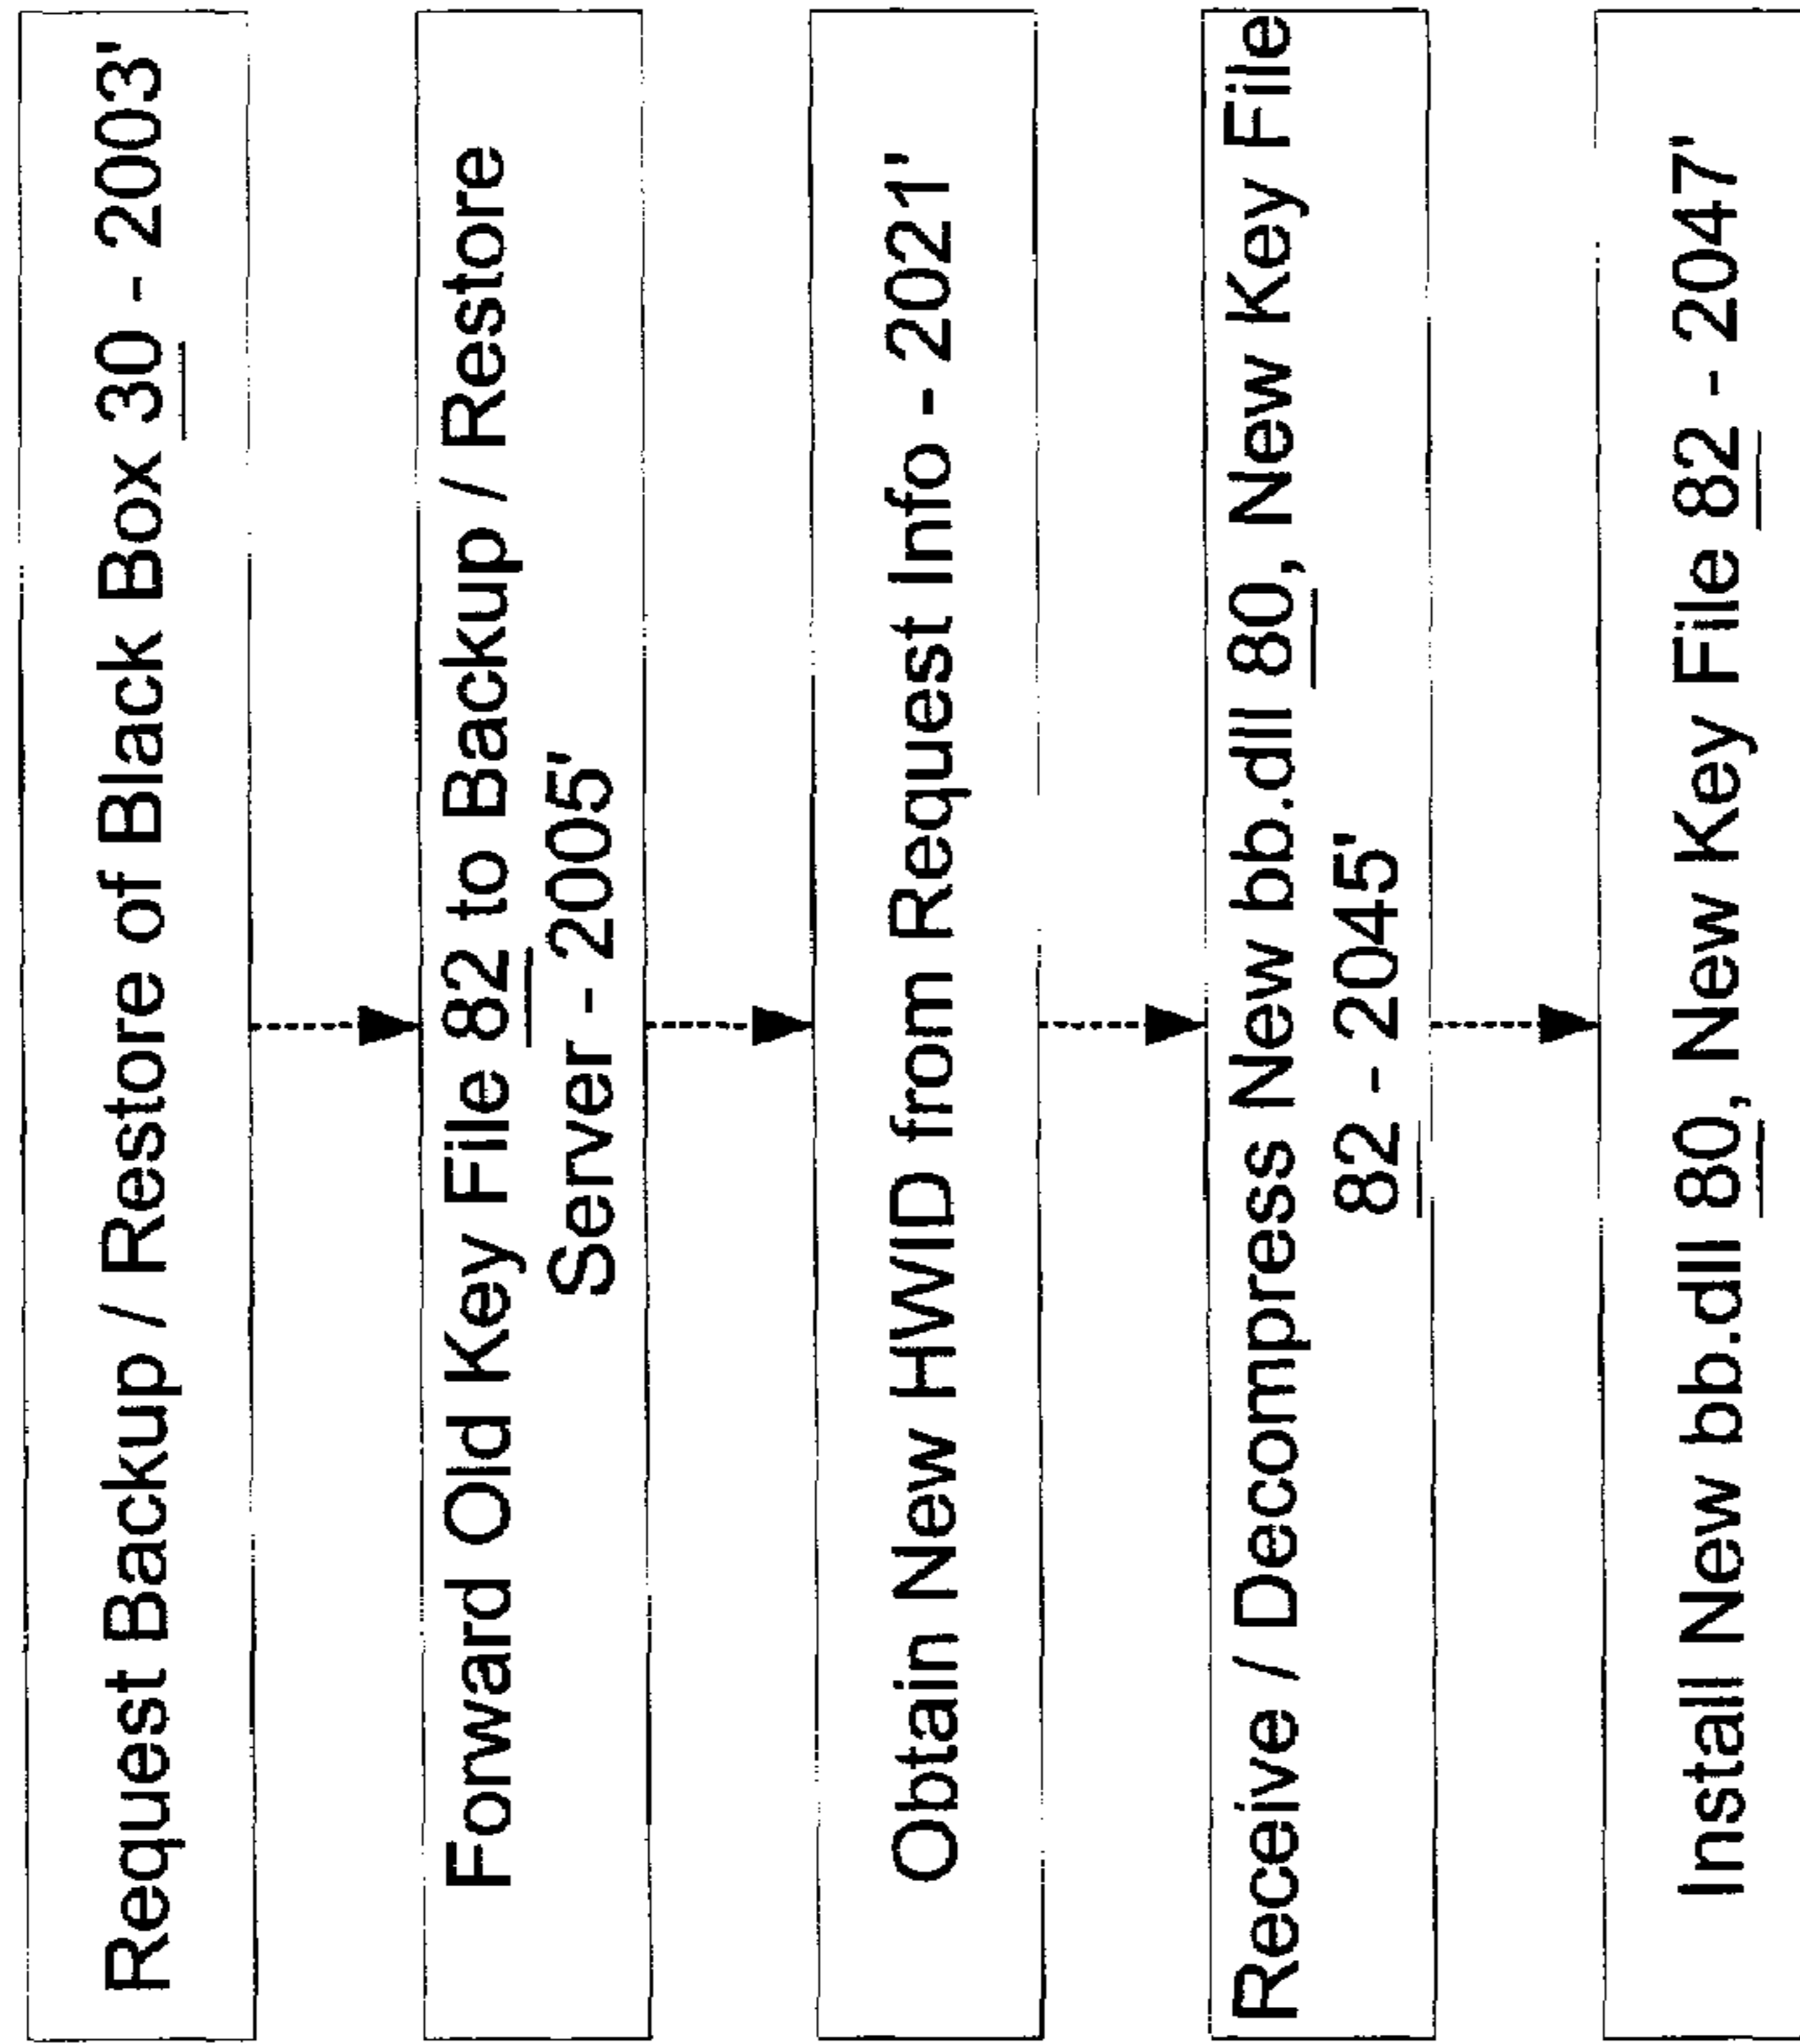 Request Backup / Restore of Black Box 30 - 2003'
Forward Old Key File 82 to Backup / Restore
Server - 2005'
Obtain New HWID from Request Info - 2021'
Receive / Decompress New bb.dll 80, New Key File
82 - 2045'
Install New bb.dll 80, New Key File 82 - 2047'